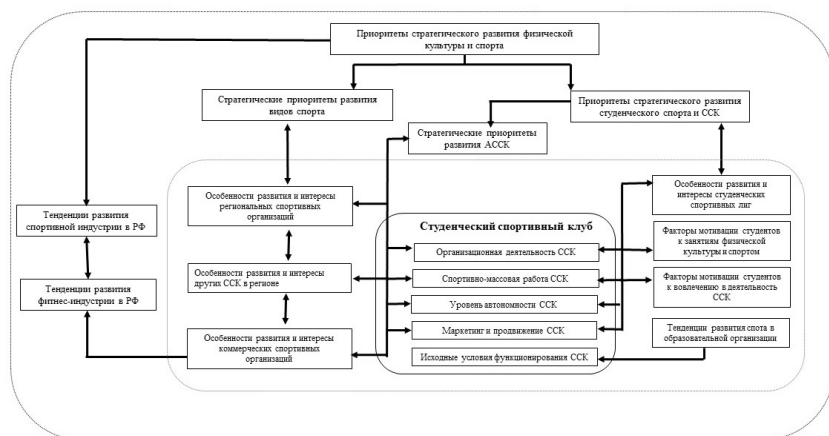 Приоритеты стратегического развития физической
культуры и спорта
Стратегические приоритеты развития
видов спорта
Приоритеты стратегического развития
студенческого спорта и ССК
Стратегические приоритеты
развития АССК
Особенности развития и интересы
региональных спортивных
организаций
Особенности развития и
интересы студенческих
спортивных лиг
Тенденции развития
спортивной индустрии в РФ
Студенческий спортивный клуб
Факторы мотивации студентов
к занятиям физической
культуры и спортом
Организационная деятельность ССК
Особенности развития и интересы
других ССК в регионе
Спортивно-массовая работа ССК
Факторы мотивации студентов
к вовлечению в деятельность
ССК
Тенденции развития
фитнес-индустрии в РФ
Уровень автономности ССК
Маркетинг и продвижение ССК
Особенности развития и интересы
коммерческих спортивных
организаций
Тенденции развития спота в
образовательной организации
Исходные условия функционирования ССК